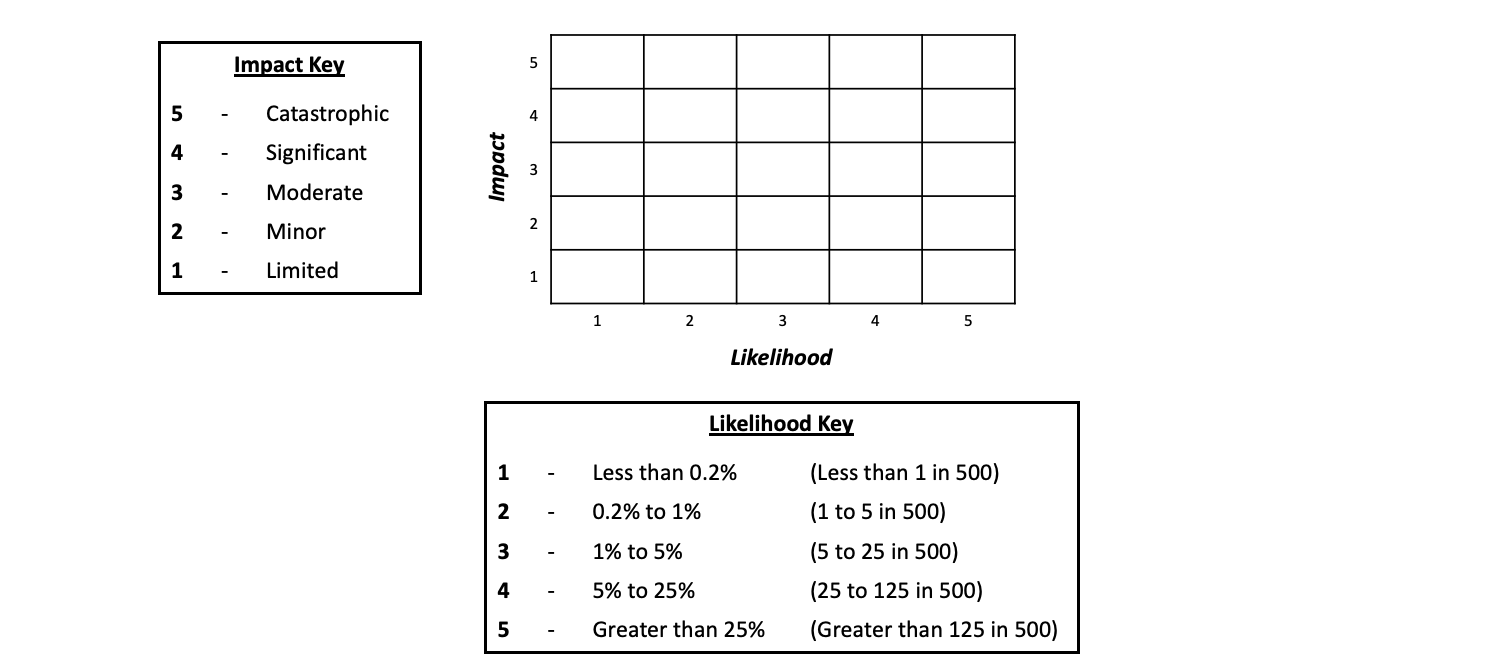 Impact Key
5 - Catastrophic
4 - Significant
3 - Moderate
2 - Minor
1 - Limited
Impact
5
4
3
2
1
1 2 3 4 5
Likelihood
Likelihood Key
1 - Less than 0.2% (Less than 1 in 500)
2 - 0.2% to 1% (1 to 5 in 500)
3 - 1% to 5% (5 to 25 in 500)
4 - 5% to 25% (25 to 125 in 500)
5 - Greater than 25% (Greater than 125 in 500)